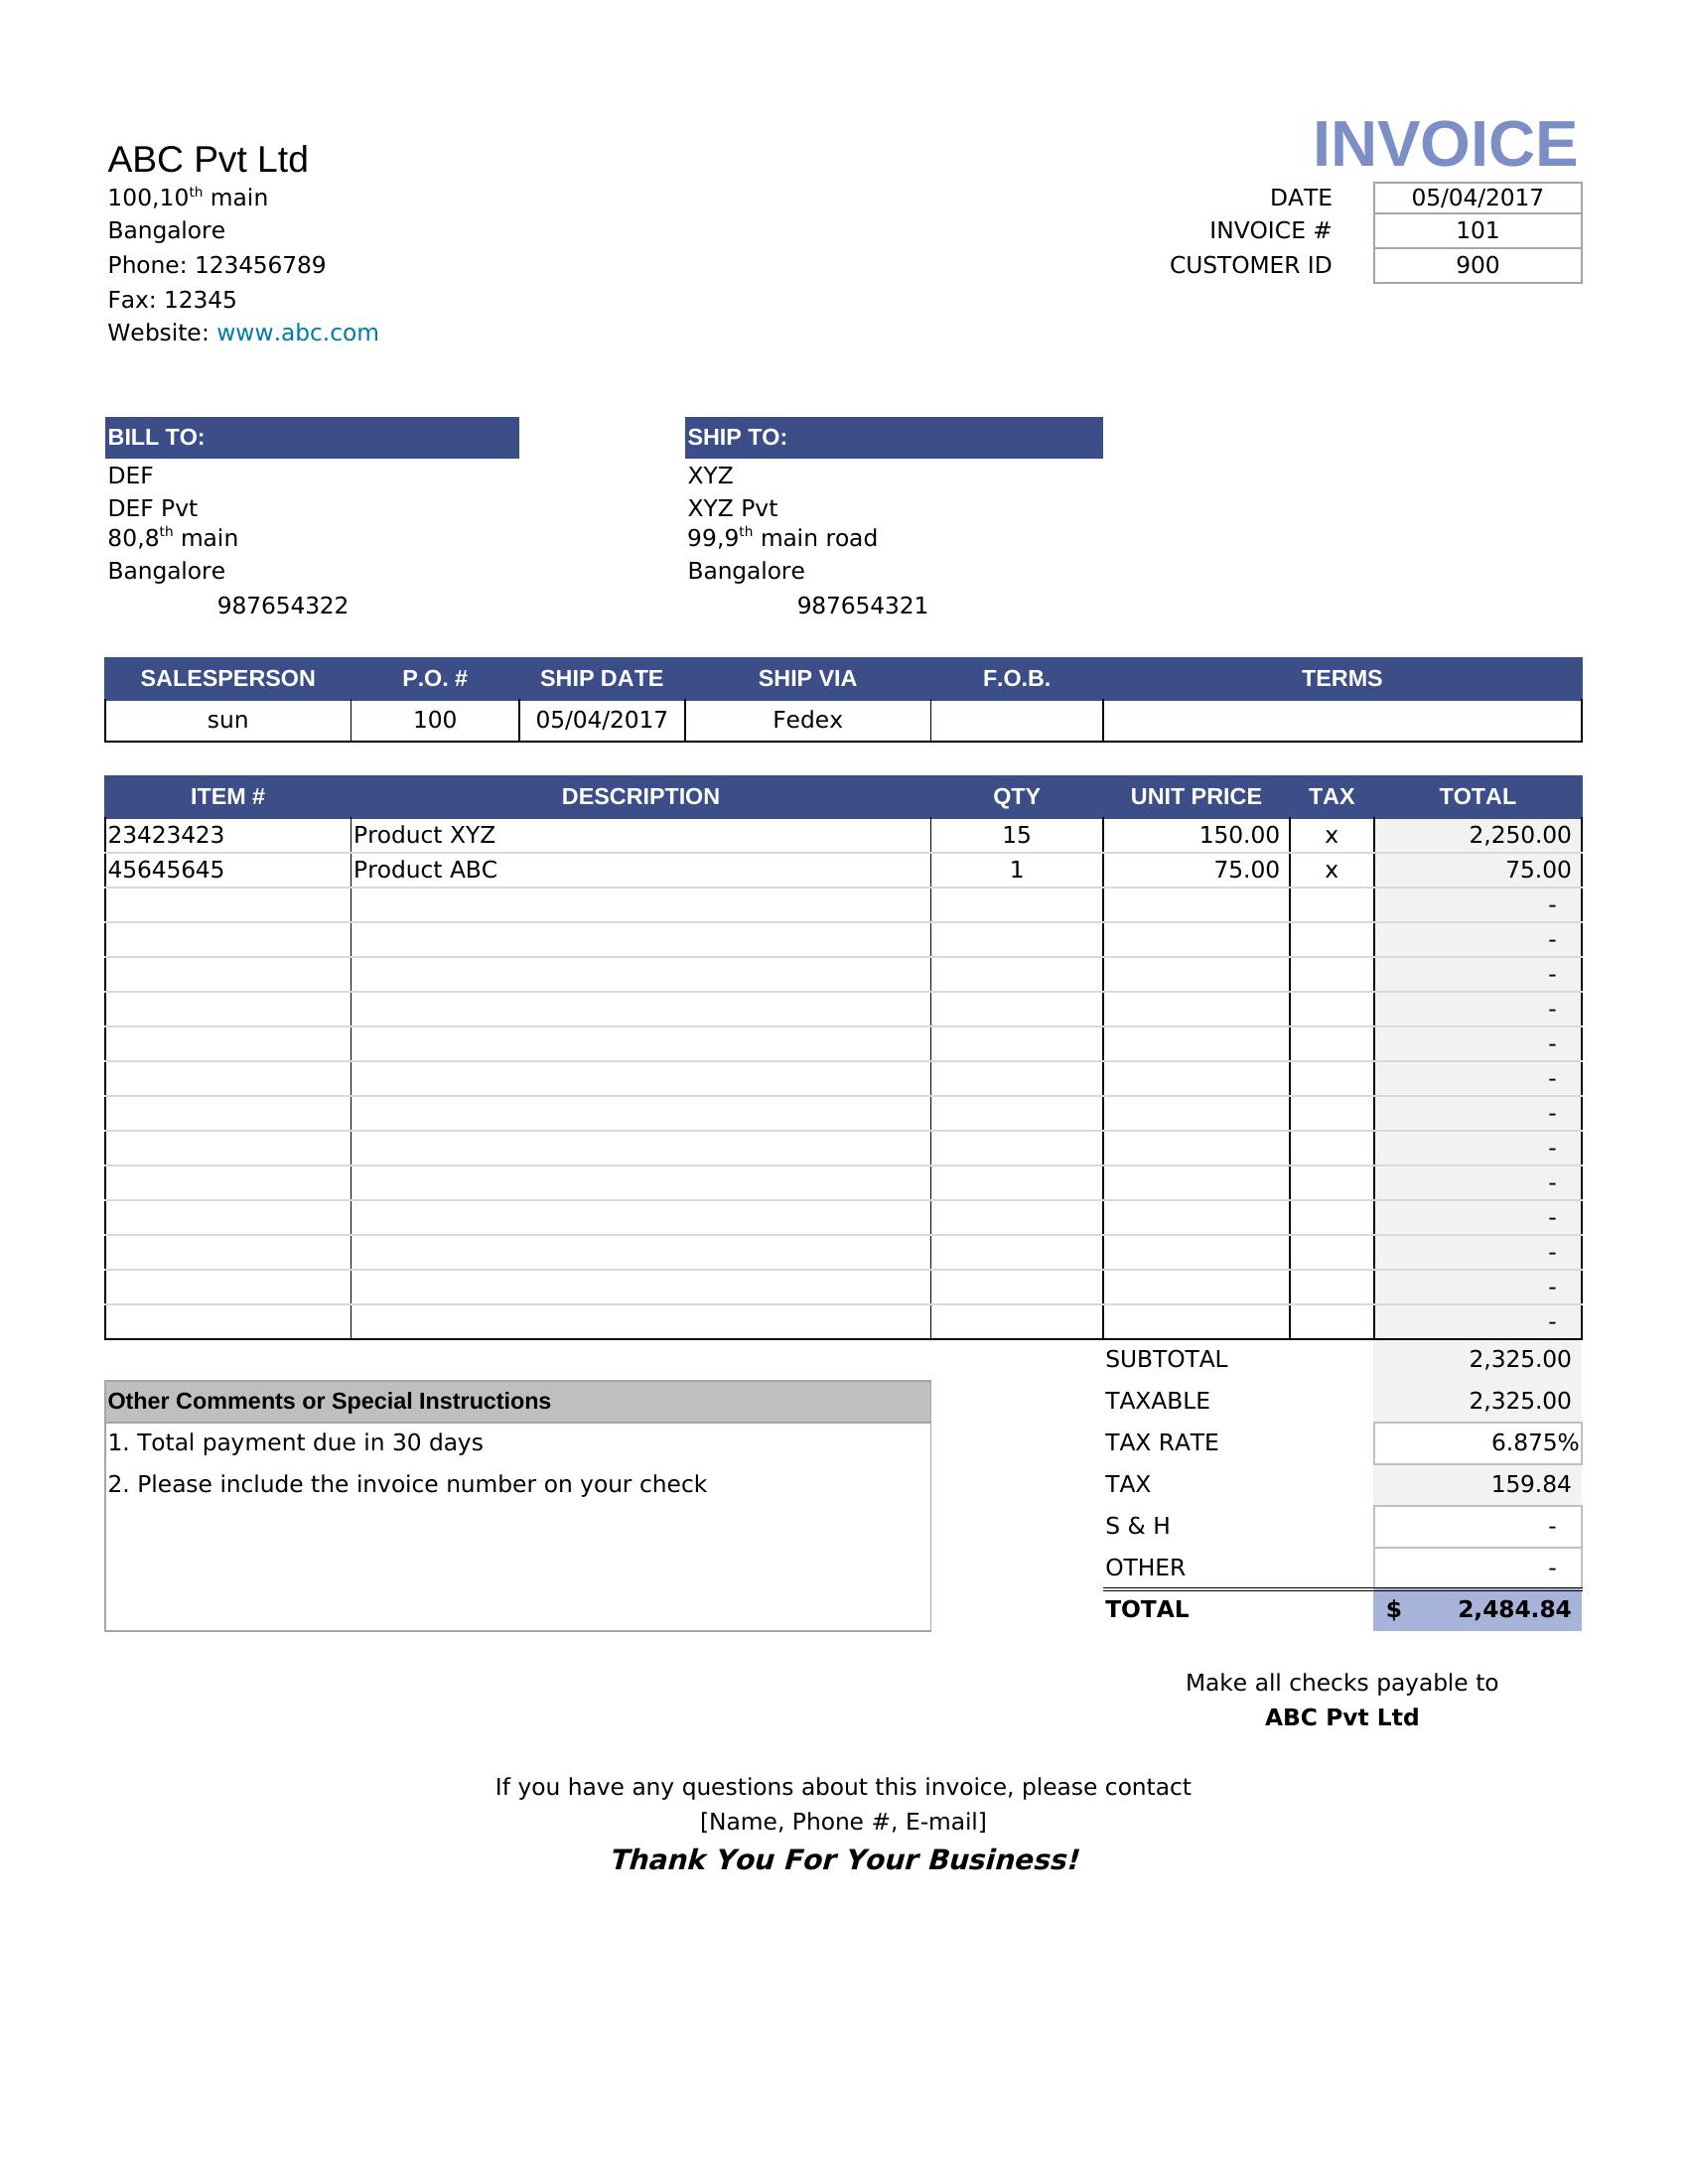 INVOICE
ABC Pvt Ltd
100,10th main
DATE 05/04/2017
Bangalore
INVOICE # 101
Phone: 123456789
CUSTOMER ID 900
Fax: 12345
Website: www.abc.com
BILL TO: SHIP TO:
DEF XYZ
DEF Pvt XYZ Pvt
80,8th main 99,9th main road
Bangalore Bangalore
987654322 987654321
SALESPERSON P.O. # SHIP DATE SHIP VIA F.O.B. TERMS
sun 100 05/04/2017 Fedex
ITEM # DESCRIPTION QTY UNIT PRICE TAX TOTAL
23423423 Product XYZ 15 150.00 x 2,250.00
45645645 Product ABC 1 75.00 x 75.00
-
-
-
-
-
-
-
-
-
-
-
-
-
SUBTOTAL 2,325.00
Other Comments or Special Instructions TAXABLE 2,325.00
1. Total payment due in 30 days TAX RATE 6.875%
2. Please include the invoice number on your check TAX 159.84
S & H -
OTHER -
TOTAL $ 2,484.84
Make all checks payable to
ABC Pvt Ltd
If you have any questions about this invoice, please contact
[Name, Phone #, E-mail]
Thank You For Your Business!